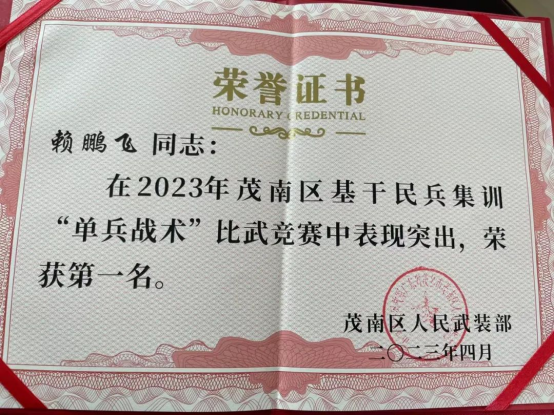 荣誉证书
HONORARY CREDENTIAL
赖鹏飞 同志：
在2023年茂南区基干民兵集训
“单兵战术”比武竞赛中表现突出，荣
获第一名。
茂南区人民武装部
二〇二三年四月